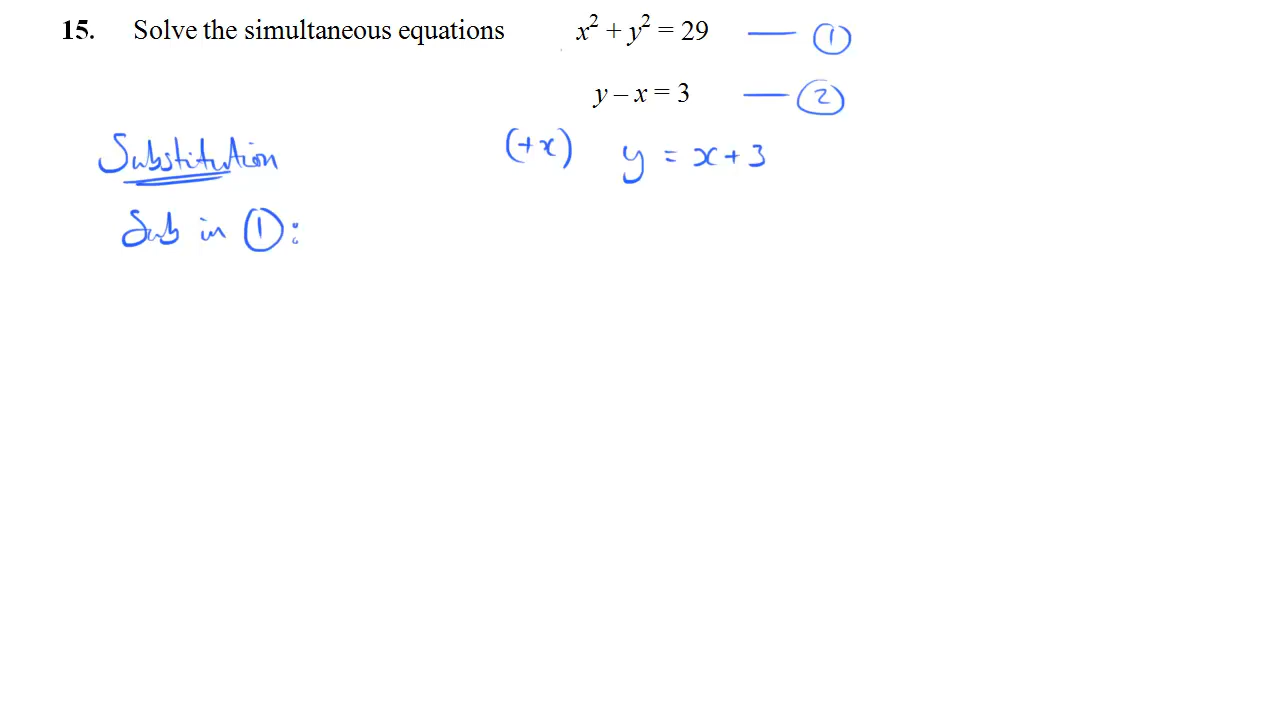 15. Solve the simultaneous equations x² + y² = 29 — ①
y – x = 3 — ②
Substitution (+x) y = x + 3
Sub in ①: